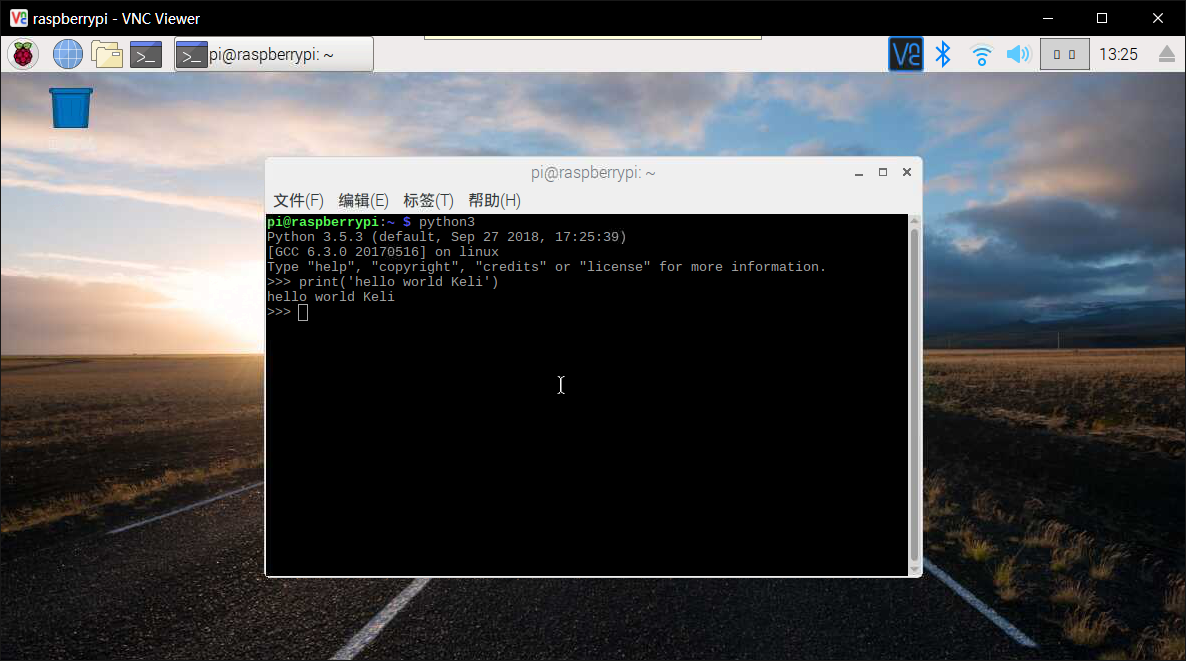 raspberrypi - VNC Viewer
pi@raspberrypi: ~
13:25
pi@raspberrypi: ~
文件(F) 编辑(E) 标签(T) 帮助(H)
pi@raspberrypi:~ $ python3
Python 3.5.3 (default, Sep 27 2018, 17:25:39)
[GCC 6.3.0 20170516] on linux
Type "help", "copyright", "credits" or "license" for more information.
>>> print('hello world Keli')
hello world Keli
>>>